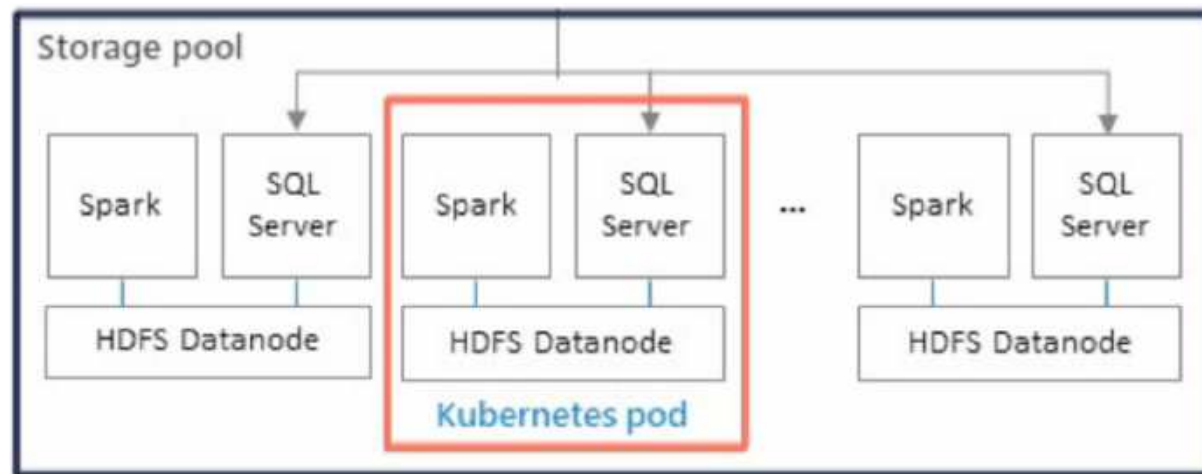 Storage pool
Spark
SQL
Server
Spark
SQL
Server
...
Spark
SQL
Server
HDFS Datanode
HDFS Datanode
HDFS Datanode
Kubernetes pod